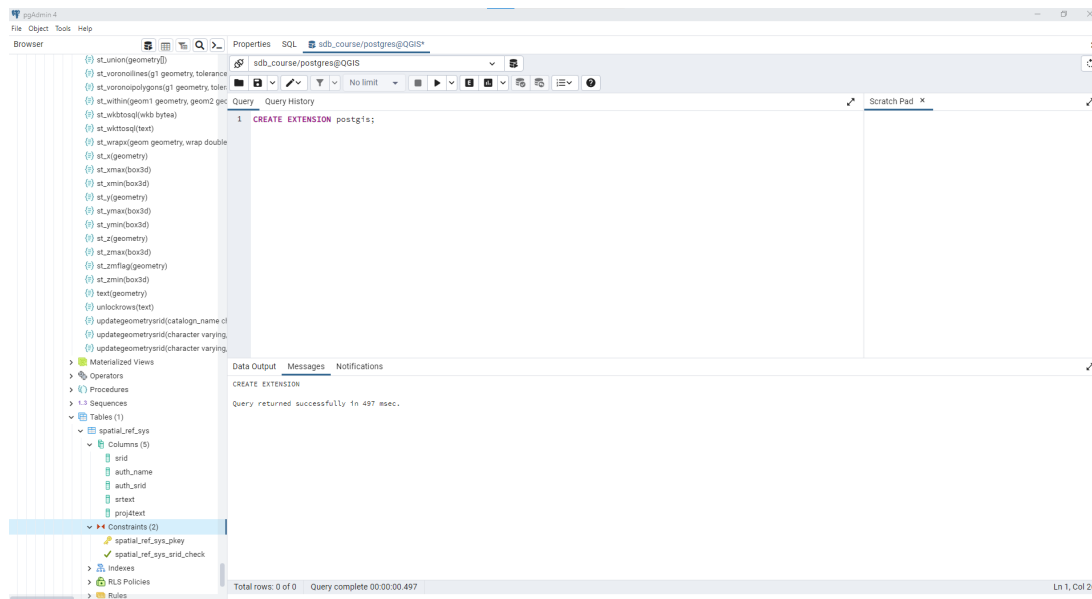 pgAdmin 4
File Object Tools Help
Browser
Properties SQL sdb_course/postgres@QGIS*
sdb_course/postgres@QGIS
No limit
Query Query History
Scratch Pad
1 CREATE EXTENSION postgis;
st_union(geometry[])
st_voronoilines(g1 geometry, tolerance
st_voronoipolygons(g1 geometry, toler
st_within(geom1 geometry, geom2 geo
st_wkbtosql(wkb bytea)
st_wkttosql(text)
st_wrapx(geom geometry, wrap double
st_x(geometry)
st_xmax(box3d)
st_xmin(box3d)
st_y(geometry)
st_ymax(box3d)
st_ymin(box3d)
st_z(geometry)
st_zmax(box3d)
st_zmflag(geometry)
st_zmin(box3d)
text(geometry)
unlockrows(text)
updategeometrysrid(catalogn_name ch
updategeometrysrid(character varying,
updategeometrysrid(character varying,
Materialized Views
Operators
Procedures
1..3 Sequences
Tables (1)
spatial_ref_sys
Columns (5)
srid
auth_name
auth_srid
srtext
proj4text
Constraints (2)
spatial_ref_sys_pkey
spatial_ref_sys_srid_check
Indexes
RLS Policies
Rules
Data Output Messages Notifications
CREATE EXTENSION
Query returned successfully in 497 msec.
Total rows: 0 of 0 Query complete 00:00:00.497
Ln 1, Col 2